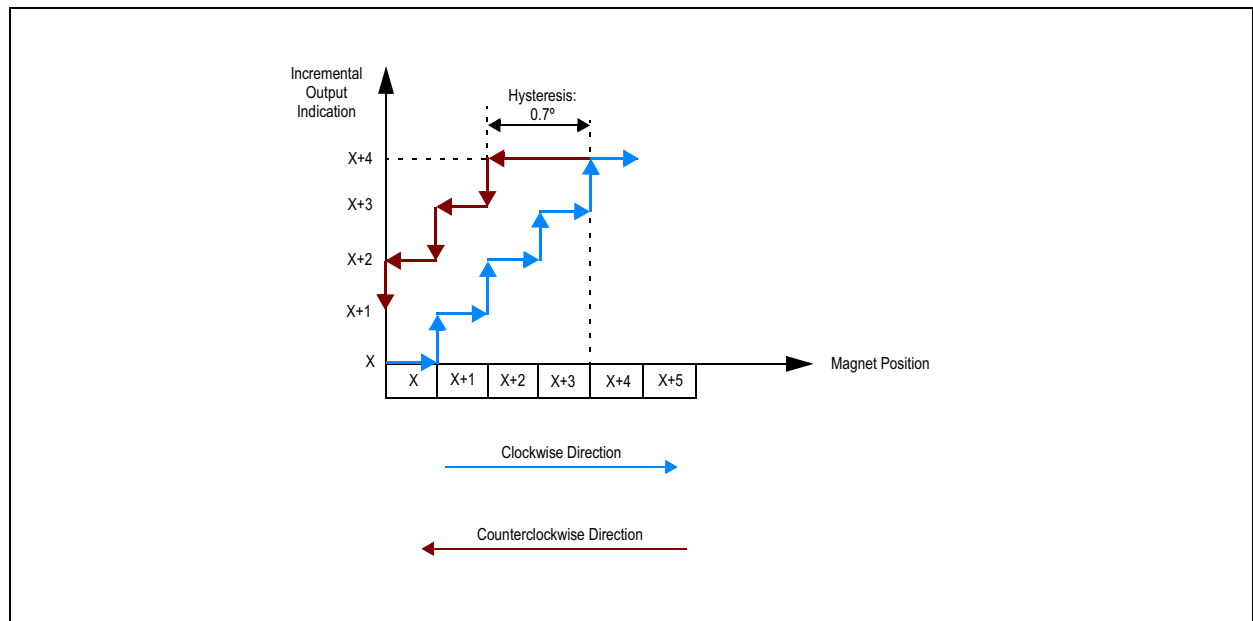 Incremental
Output
Indication
Hysteresis:
0.7º
X+4
X+3
X+2
X+1
X
Magnet Position
X X+1 X+2 X+3 X+4 X+5
Clockwise Direction
Counterclockwise Direction